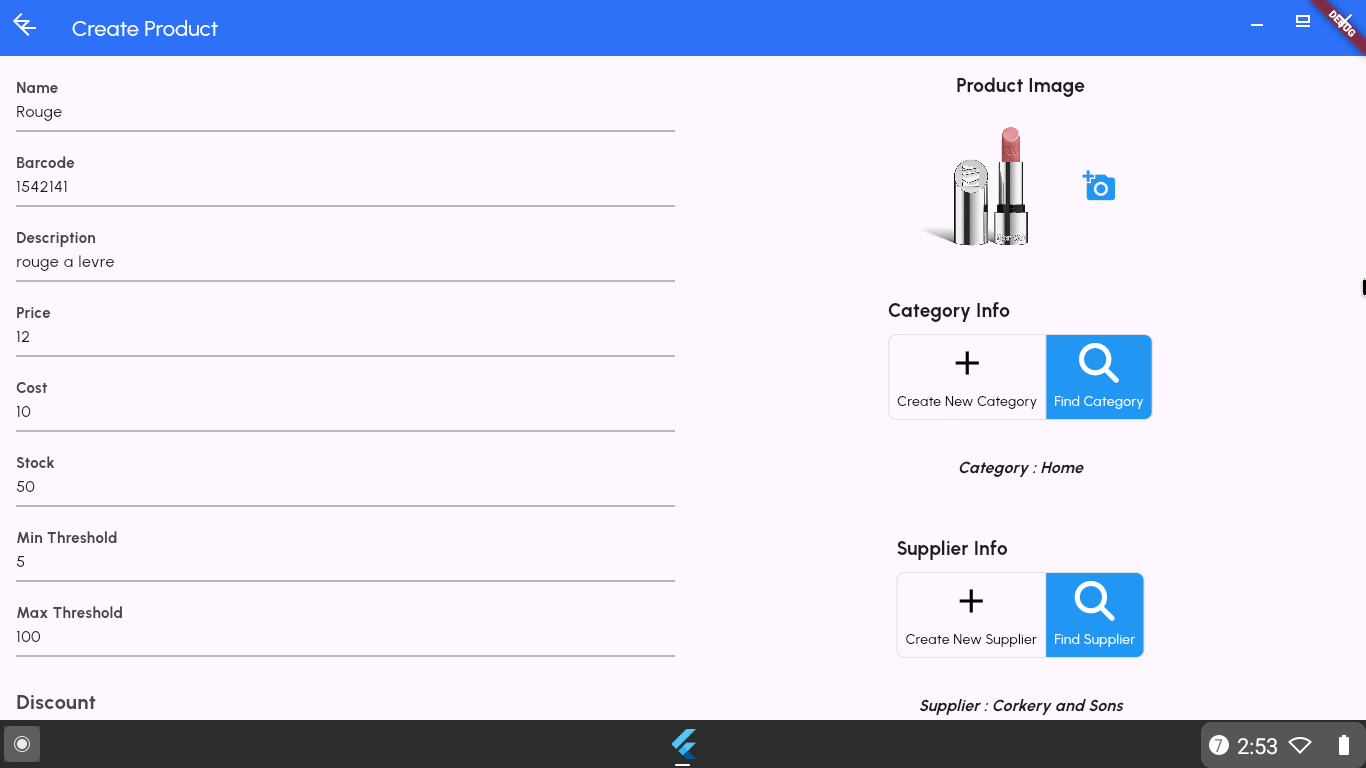 Create Product
DEBUG
Name
Rouge
Barcode
1542141
Description
rouge a levre
Price
12
Cost
10
Stock
50
Min Threshold
5
Max Threshold
100
Discount
Product Image
Category Info
Create New Category
Find Category
Category : Home
Supplier Info
Create New Supplier
Find Supplier
Supplier : Corkery and Sons
7 2:53